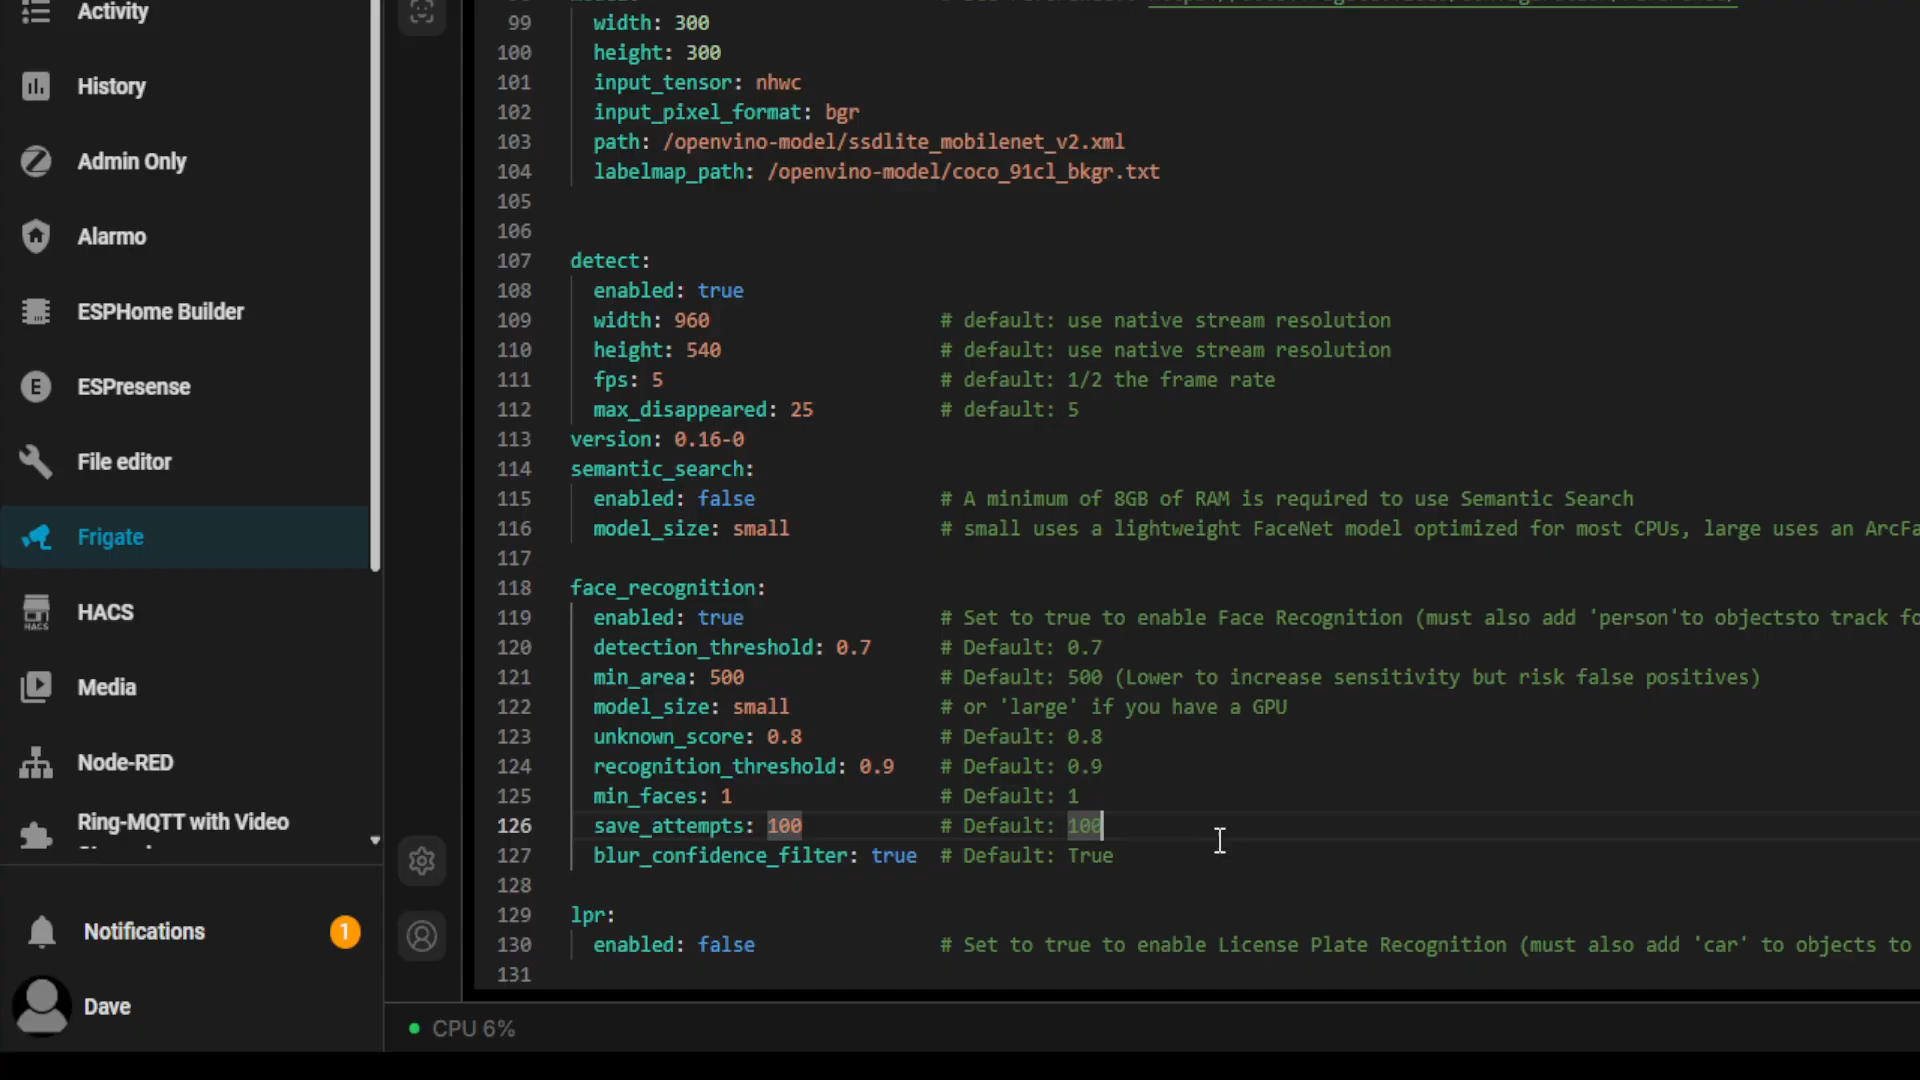 Activity
History
Admin Only
Alarmo
ESPHome Builder
E
ESPresense
File editor
Frigate
HACS
HACS
Media
Node-RED
Ring-MQTT with Video
Notifications
1
Dave
99 width: 300
100 height: 300
101 input_tensor: nhwc
102 input_pixel_format: bgr
103 path: /openvino-model/ssdlite_mobilenet_v2.xml
104 labelmap_path: /openvino-model/coco_91cl_bkgr.txt
105
106
107 detect:
108 enabled: true
109 width: 960 # default: use native stream resolution
110 height: 540 # default: use native stream resolution
111 fps: 5 # default: 1/2 the frame rate
112 max_disappeared: 25 # default: 5
113 version: 0.16-0
114 semantic_search:
115 enabled: false # A minimum of 8GB of RAM is required to use Semantic Search
116 model_size: small # small uses a lightweight FaceNet model optimized for most CPUs, large uses an ArcFa
117
118 face_recognition:
119 enabled: true # Set to true to enable Face Recognition (must also add 'person'to objectsto track fo
120 detection_threshold: 0.7 # Default: 0.7
121 min_area: 500 # Default: 500 (Lower to increase sensitivity but risk false positives)
122 model_size: small # or 'large' if you have a GPU
123 unknown_score: 0.8 # Default: 0.8
124 recognition_threshold: 0.9 # Default: 0.9
125 min_faces: 1 # Default: 1
126 save_attempts: 100 # Default: 100
127 blur_confidence_filter: true # Default: True
128
129 lpr:
130 enabled: false # Set to true to enable License Plate Recognition (must also add 'car' to objects to
131
CPU 6%